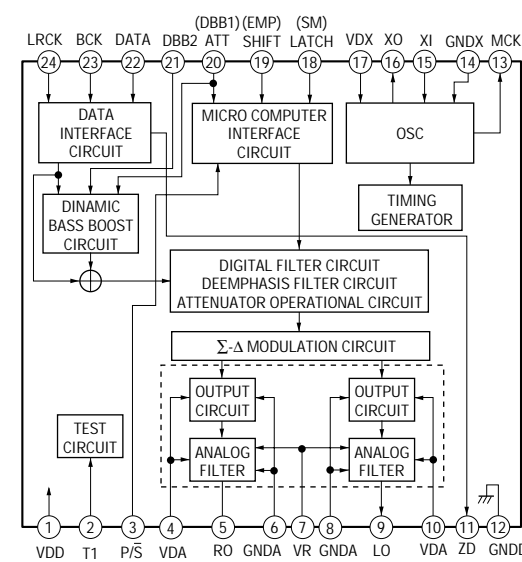 (DBB1) (EMP) (SM)
LRCK BCK DATA DBB2 ATT SHIFT LATCH VDX XO XI GNDX MCK
24 23 22 21 20 19 18 17 16 15 14 13
DATA
INTERFACE
CIRCUIT
MICRO COMPUTER
INTERFACE
CIRCUIT
OSC
DINAMIC
BASS BOOST
CIRCUIT
TIMING
GENERATOR
DIGITAL FILTER CIRCUIT
DEEMPHASIS FILTER CIRCUIT
ATTENUATOR OPERATIONAL CIRCUIT
Σ-Δ MODULATION CIRCUIT
OUTPUT
CIRCUIT
OUTPUT
CIRCUIT
TEST
CIRCUIT
ANALOG
FILTER
ANALOG
FILTER
1 2 3 4 5 6 7 8 9 10 11 12
VDD T1 P/S̅ VDA RO GNDA VR GNDA LO VDA ZD GNDD